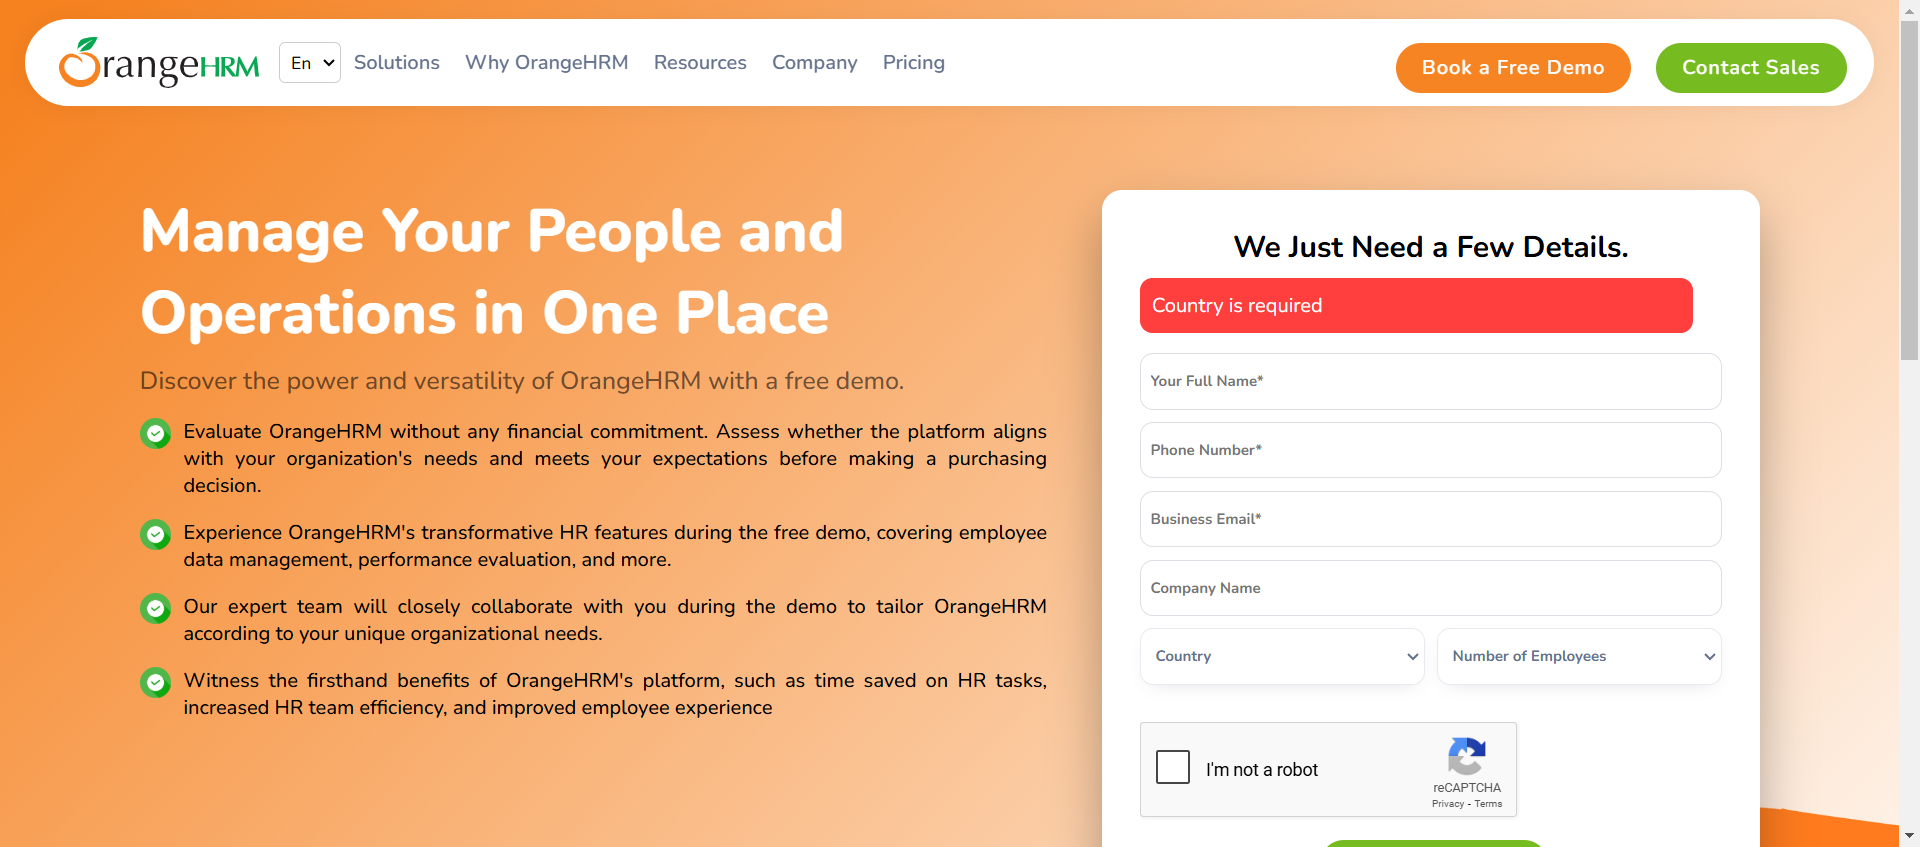 OrangeHRM
En
Solutions
Why OrangeHRM
Resources
Company
Pricing
Book a Free Demo
Contact Sales
Manage Your People and
Operations in One Place
Discover the power and versatility of OrangeHRM with a free demo.
Evaluate OrangeHRM without any financial commitment. Assess whether the platform aligns
with your organization's needs and meets your expectations before making a purchasing
decision.
Experience OrangeHRM's transformative HR features during the free demo, covering employee
data management, performance evaluation, and more.
Our expert team will closely collaborate with you during the demo to tailor OrangeHRM
according to your unique organizational needs.
Witness the firsthand benefits of OrangeHRM's platform, such as time saved on HR tasks,
increased HR team efficiency, and improved employee experience
We Just Need a Few Details.
Country is required
Your Full Name*
Phone Number*
Business Email*
Company Name
Country
Number of Employees
I'm not a robot
reCAPTCHA
Privacy - Terms